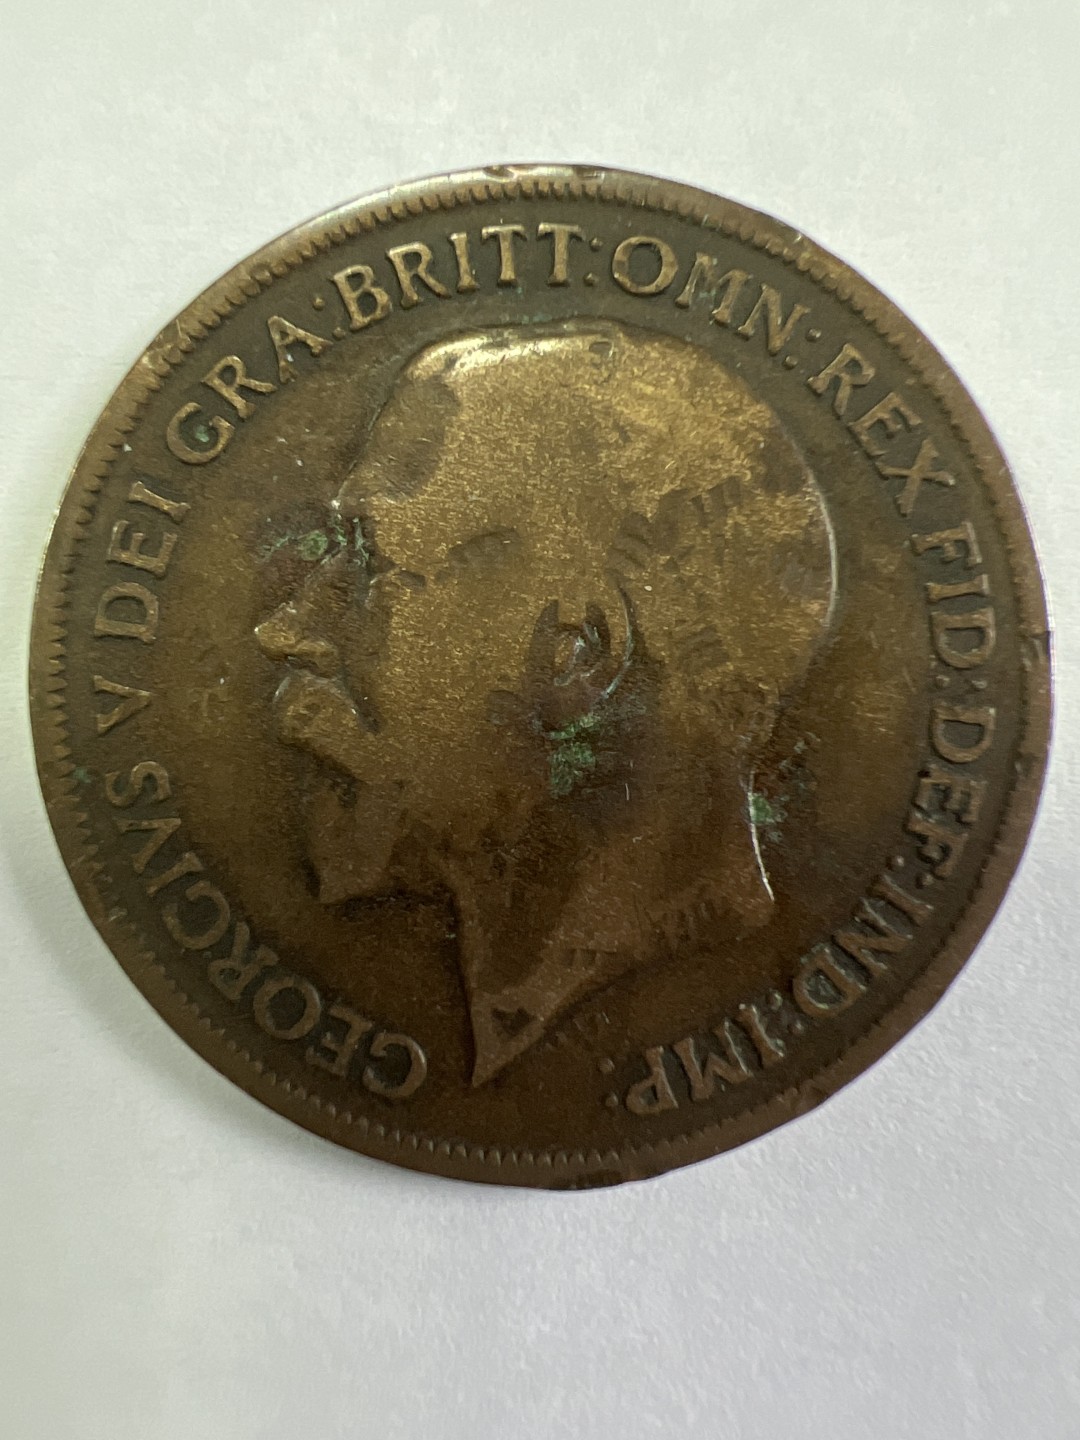 GEORGIVS V DEI GRA: BRITT: OMN: REX FID: DEF: IND: IMP: